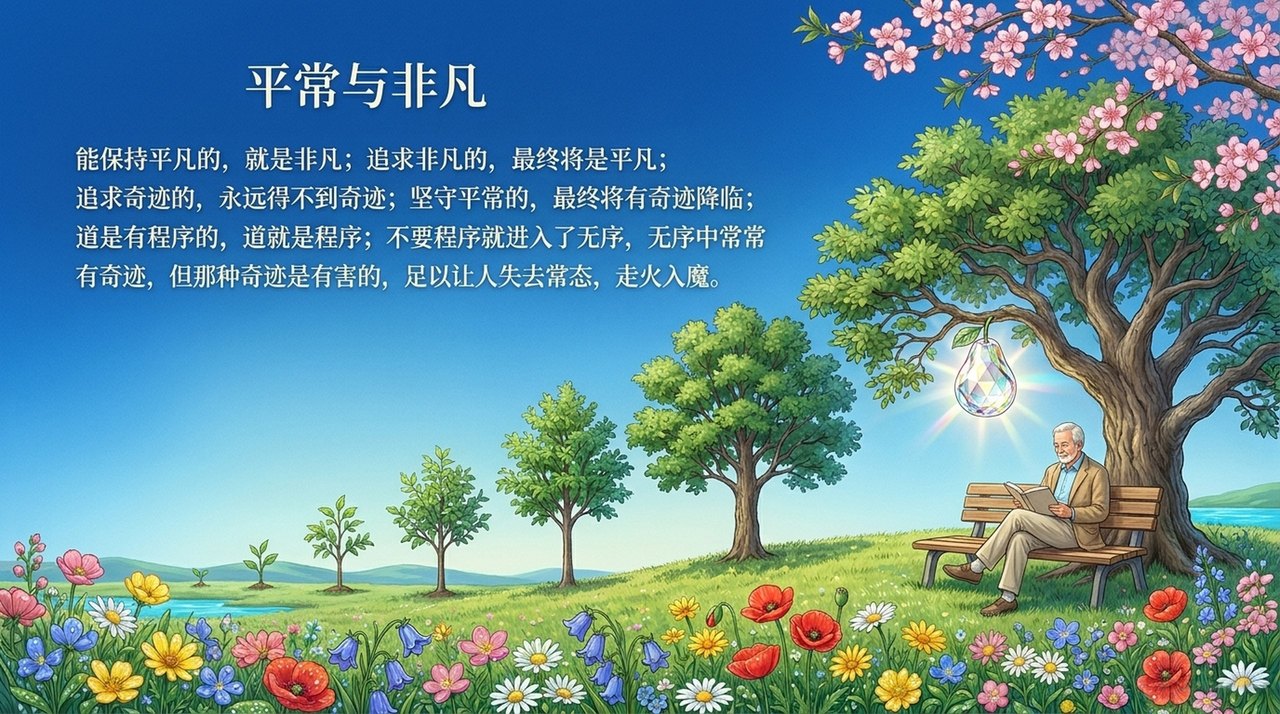 平常与非凡
能保持平凡的，就是非凡；追求非凡的，最终将是平凡；
追求奇迹的，永远得不到奇迹；坚守平常的，最终将有奇迹降临；
道是有程序的，道就是程序；不要程序就进入了无序，无序中常常
有奇迹，但那种奇迹是有害的，足以让人失去常态，走火入魔。